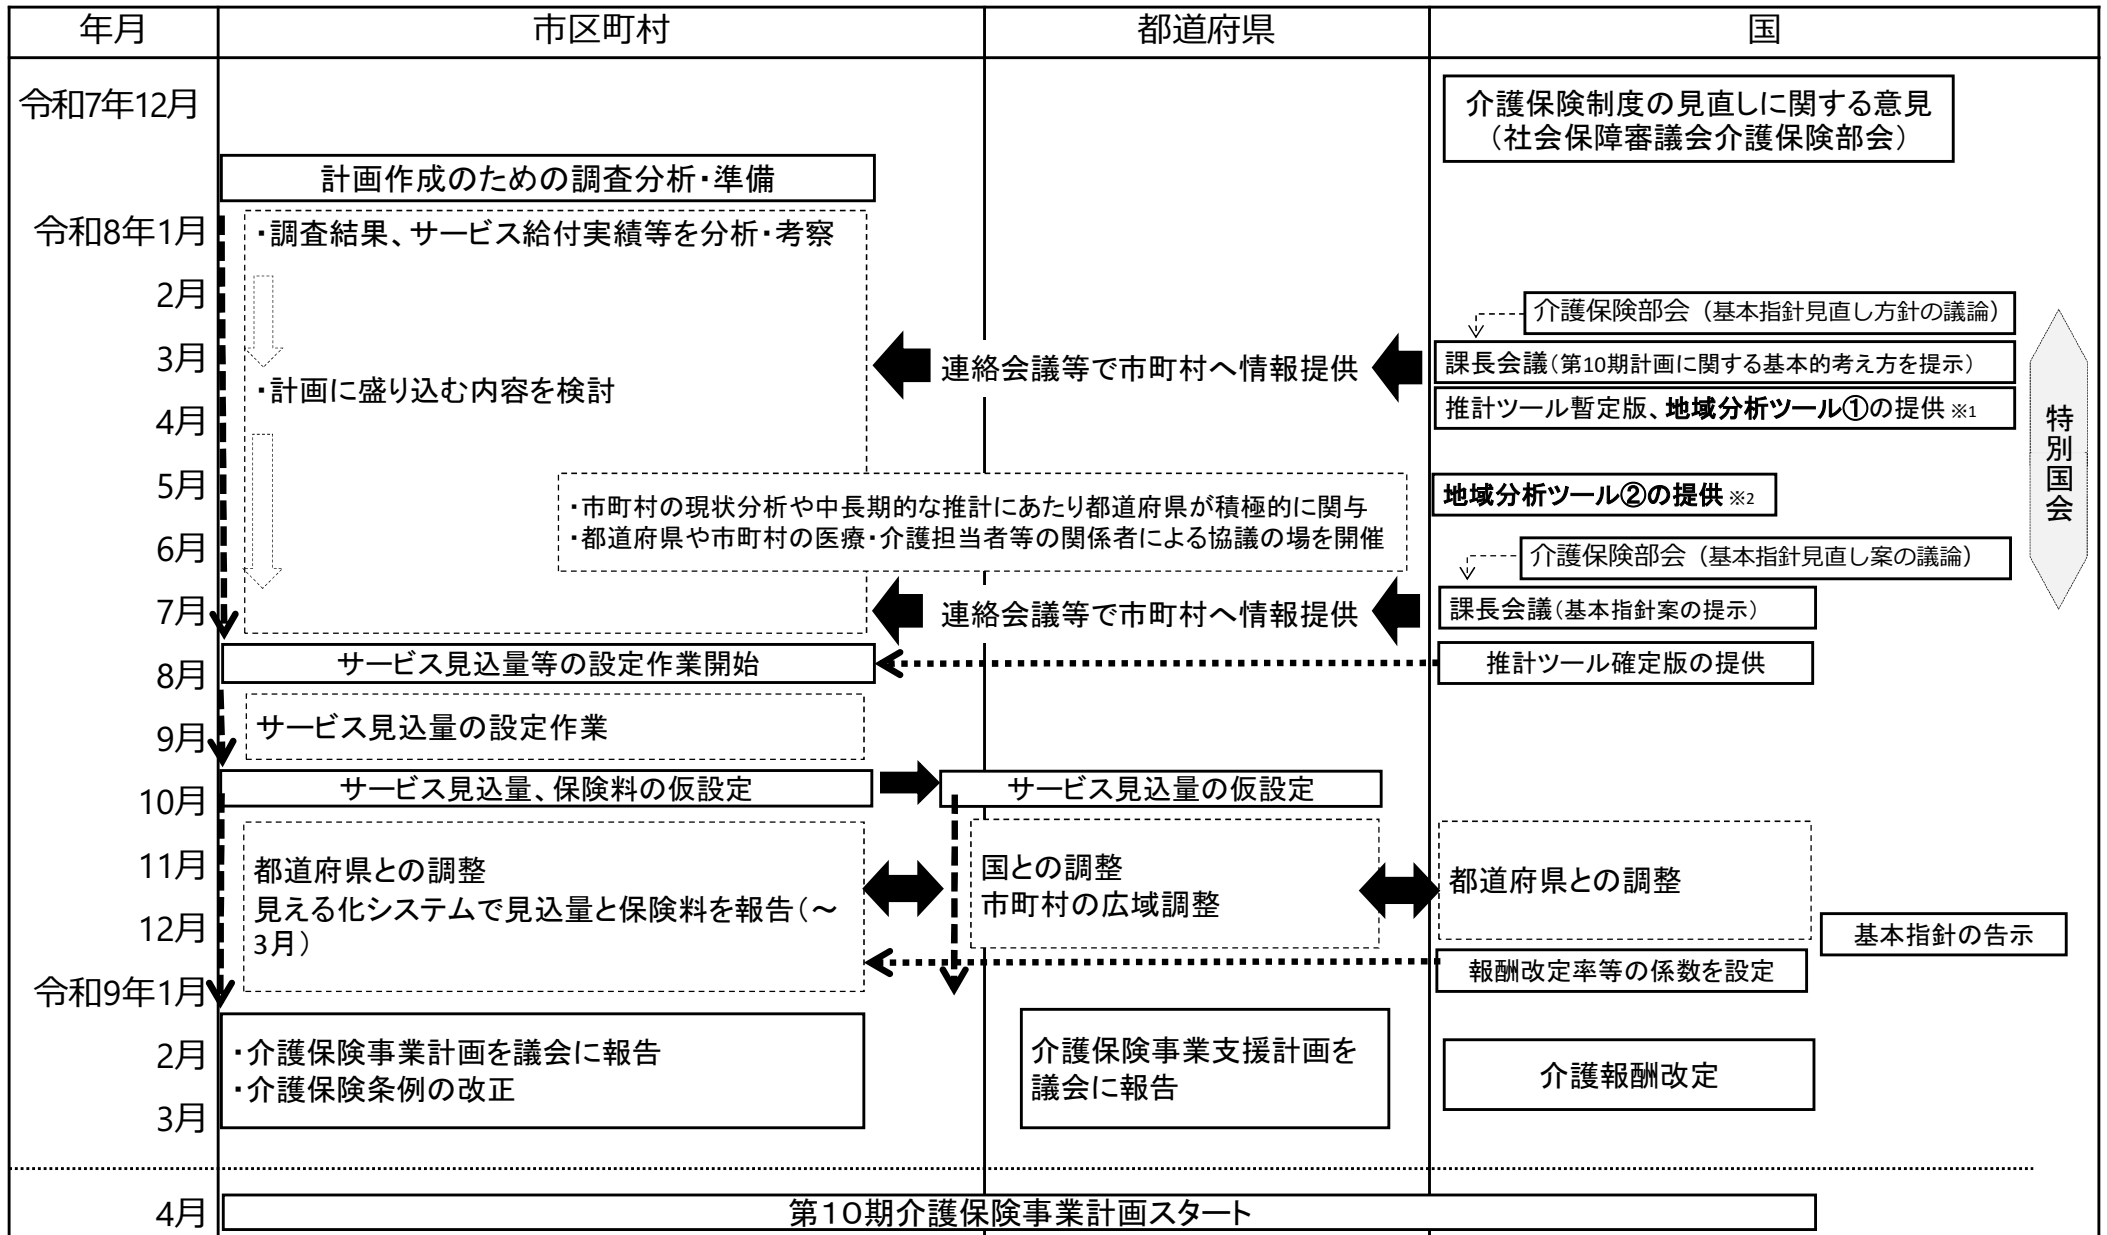 年月
市区町村
都道府県
国
令和7年12月
介護保険制度の見直しに関する意見
（社会保障審議会介護保険部会）
計画作成のための調査分析・準備
令和8年1月
・調査結果、サービス給付実績等を分析・考察
2月
介護保険部会（基本指針見直し方針の議論）
3月
連絡会議等で市町村へ情報提供
課長会議（第10期計画に関する基本的考え方を提示）
・計画に盛り込む内容を検討
4月
推計ツール暫定版、地域分析ツール①の提供 ※1
特別国会
5月
・市町村の現状分析や中長期的な推計にあたり都道府県が積極的に関与
・都道府県や市町村の医療・介護担当者等の関係者による協議の場を開催
地域分析ツール②の提供 ※2
6月
介護保険部会（基本指針見直し案の議論）
7月
連絡会議等で市町村へ情報提供
課長会議（基本指針案の提示）
8月
サービス見込量等の設定作業開始
推計ツール確定版の提供
9月
サービス見込量の設定作業
10月
サービス見込量、保険料の仮設定
サービス見込量の仮設定
11月
都道府県との調整
見える化システムで見込量と保険料を報告（～
3月）
国との調整
市町村の広域調整
都道府県との調整
12月
基本指針の告示
報酬改定率等の係数を設定
令和9年1月
2月
・介護保険事業計画を議会に報告
・介護保険条例の改正
介護保険事業支援計画を
議会に報告
介護報酬改定
3月
4月
第１０期介護保険事業計画スタート